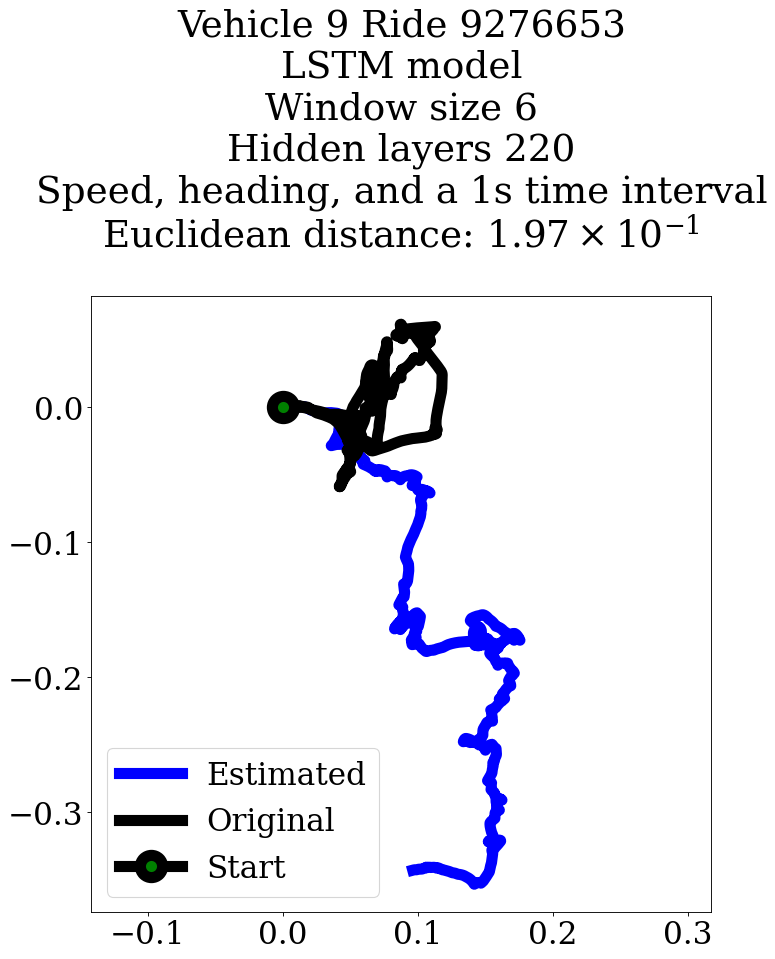 Vehicle 9 Ride 9276653
LSTM model
Window size 6
Hidden layers 220
Speed, heading, and a 1s time interval
Euclidean distance: 1.97 × 10⁻¹
0.0
−0.1
−0.2
−0.3
Estimated
Original
Start
−0.1 0.0 0.1 0.2 0.3